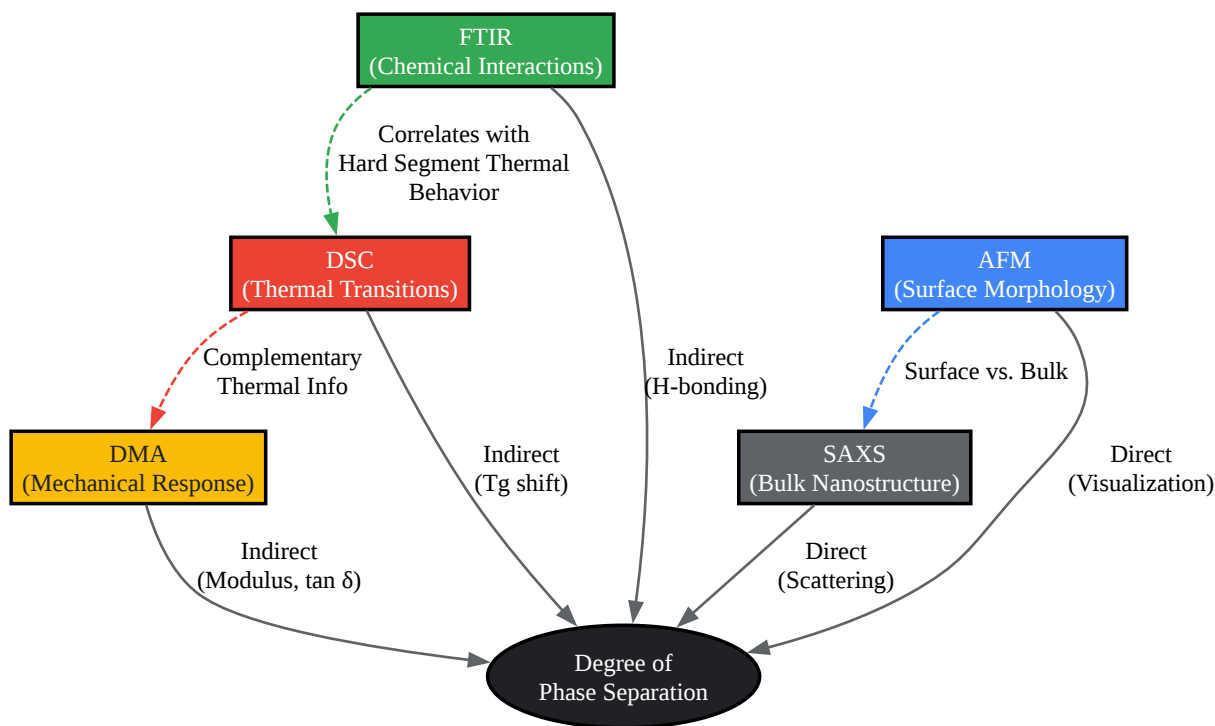 FTIR
(Chemical Interactions)
Correlates with
Hard Segment Thermal
Behavior
DSC
(Thermal Transitions)
AFM
(Surface Morphology)
Complementary
Thermal Info
Indirect
(H-bonding)
Surface vs. Bulk
DMA
(Mechanical Response)
Indirect
(Tg shift)
SAXS
(Bulk Nanostructure)
Direct
(Visualization)
Indirect
(Modulus, tan δ)
Direct
(Scattering)
Degree of
Phase Separation